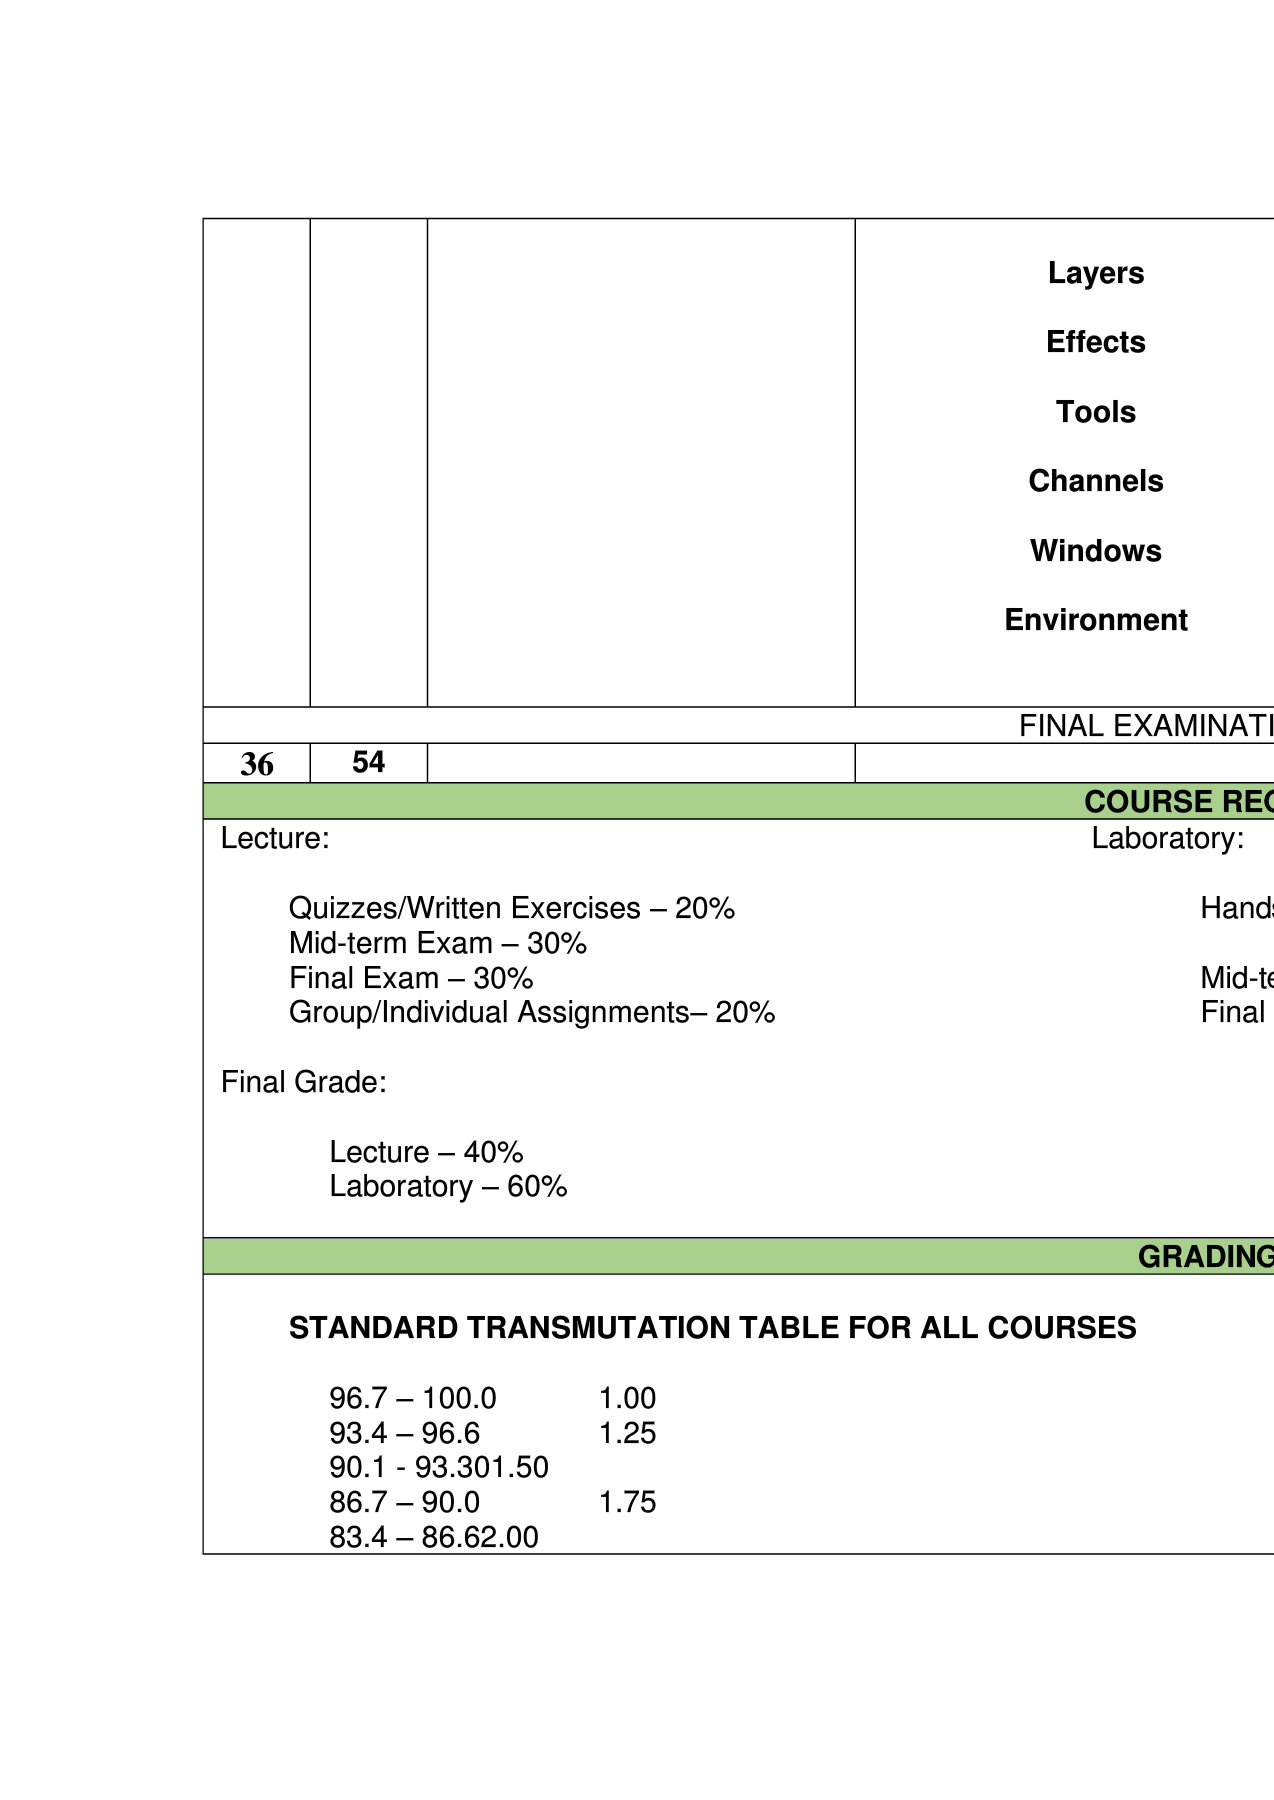 Layers
Effects
Tools
Channels
Windows
Environment
FINAL EXAMINATI
36 54
COURSE REC
Lecture: Laboratory:
Quizzes/Written Exercises – 20% Hands
Mid-term Exam – 30%
Final Exam – 30% Mid-te
Group/Individual Assignments– 20% Final
Final Grade:
Lecture – 40%
Laboratory – 60%
GRADING
STANDARD TRANSMUTATION TABLE FOR ALL COURSES
96.7 – 100.0 1.00
93.4 – 96.6 1.25
90.1 - 93.301.50
86.7 – 90.0 1.75
83.4 – 86.62.00